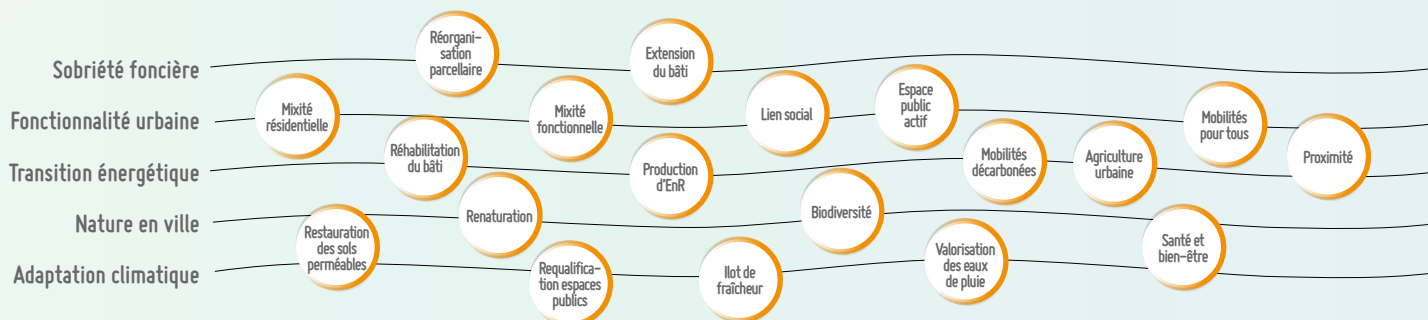 Sobriété foncière
Fonctionnalité urbaine
Transition énergétique
Nature en ville
Adaptation climatique
Réorgani-
sation
parcellaire
Extension
du bâti
Mixité
résidentielle
Mixité
fonctionnelle
Lien social
Espace
public
actif
Mobilités
pour tous
Proximité
Réhabilitation
du bâti
Production
d'EnR
Mobilités
décarbonées
Agriculture
urbaine
Renaturation
Biodiversité
Restauration
des sols
perméables
Requalifica-
tion espaces
publics
Ilot de
fraîcheur
Valorisation
des eaux
de pluie
Santé et
bien-être